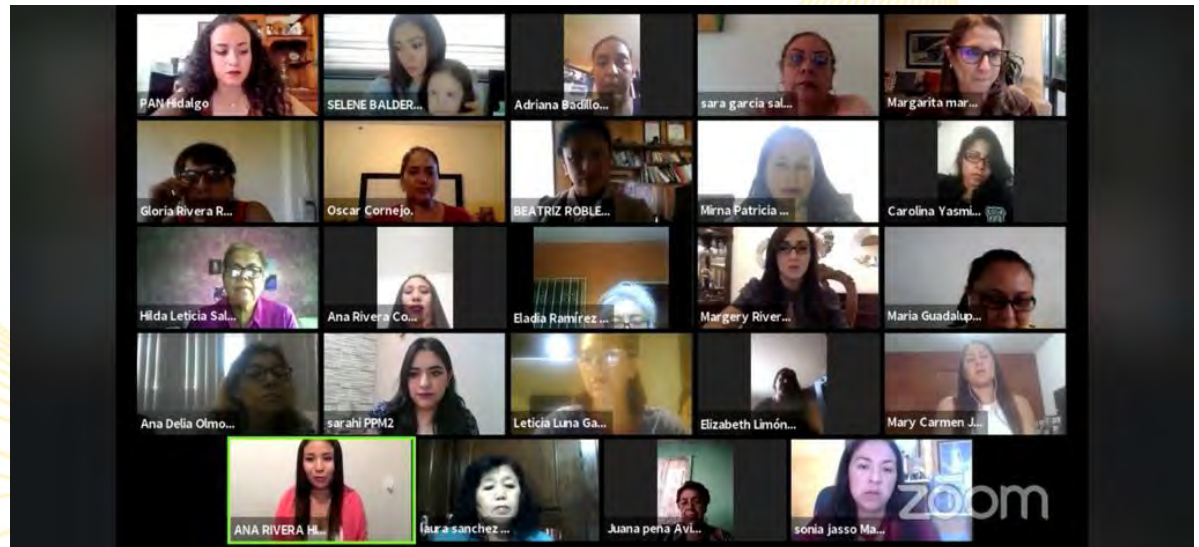 PAN Hidalgo
SELENE BALDER...
Adriana Badillo...
sara garcia sal...
Margarita mar...
Gloria Rivera R...
Oscar Cornejo.
BEATRIZ ROBLE...
Mirna Patricia ...
Carolina Yasmi...
Hilda Leticia Sal...
Ana Rivera Co...
Eladia Ramírez ...
Margery River...
Maria Guadalup...
Ana Delia Olmo...
sarahi PPM2
Leticia Luna Ga...
Elizabeth Limón...
Mary Carmen J...
ANA RIVERA HI...
laura sanchez ...
Juana peña Avi...
sonia jasso Ma...
zoom